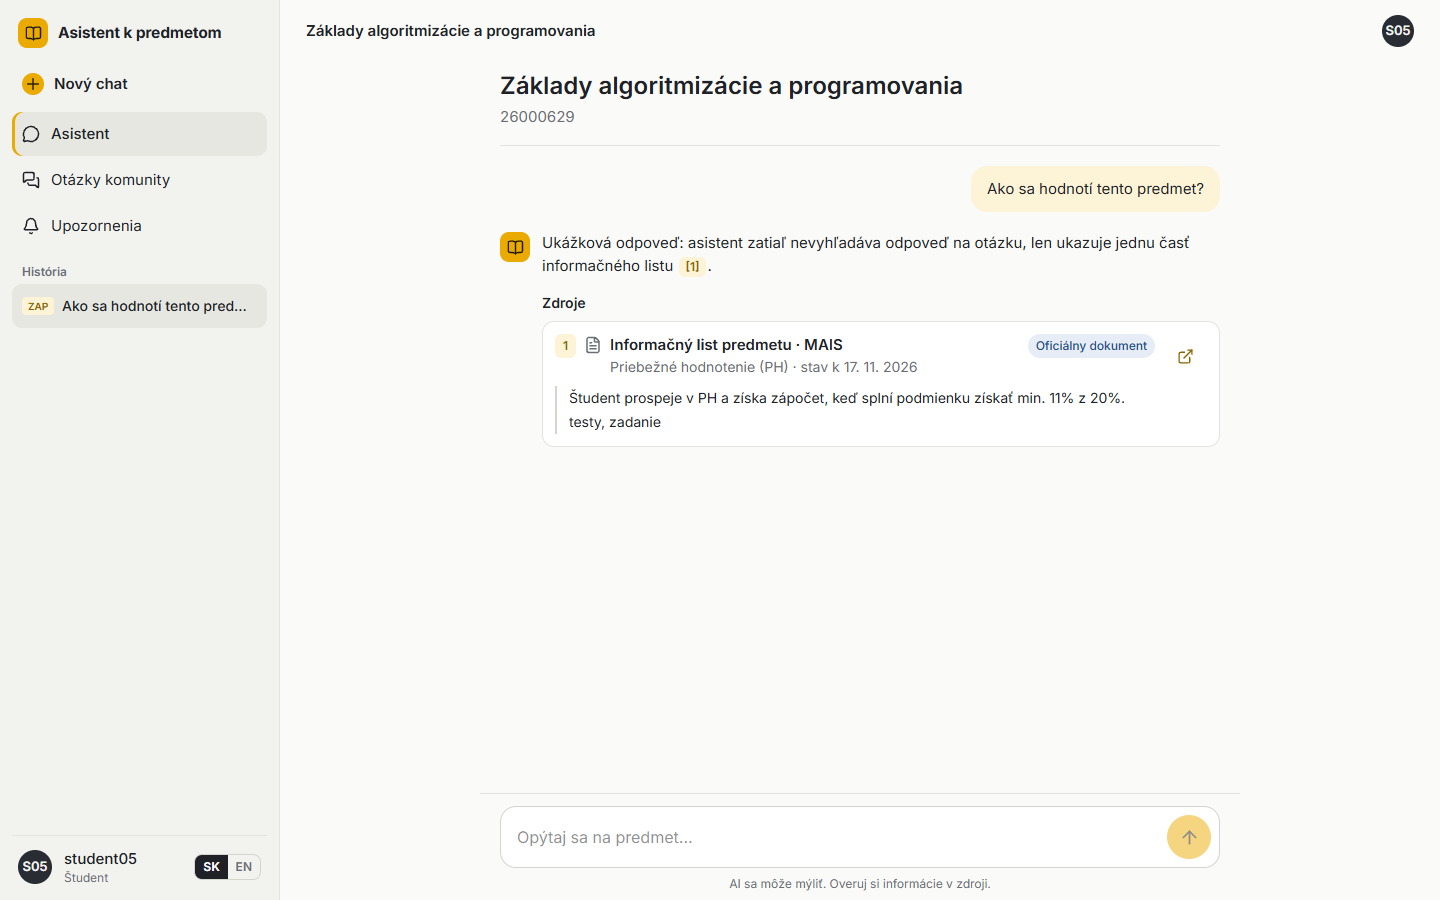 Asistent k predmetom
Nový chat
Asistent
Otázky komunity
Upozornenia
História
ZAP Ako sa hodnotí tento pred...
S05 student05
Študent
SK EN
Základy algoritmizácie a programovania
S05
Základy algoritmizácie a programovania
26000629
Ako sa hodnotí tento predmet?
Ukážková odpoveď: asistent zatiaľ nevyhľadáva odpoveď na otázku, len ukazuje jednu časť
informačného listu [1].
Zdroje
1 Informačný list predmetu · MAIS Oficiálny dokument
Priebežné hodnotenie (PH) · stav k 17. 11. 2026
Študent prospeje v PH a získa zápočet, keď splní podmienku získať min. 11% z 20%.
testy, zadanie
Opýtaj sa na predmet...
AI sa môže mýliť. Overuj si informácie v zdroji.